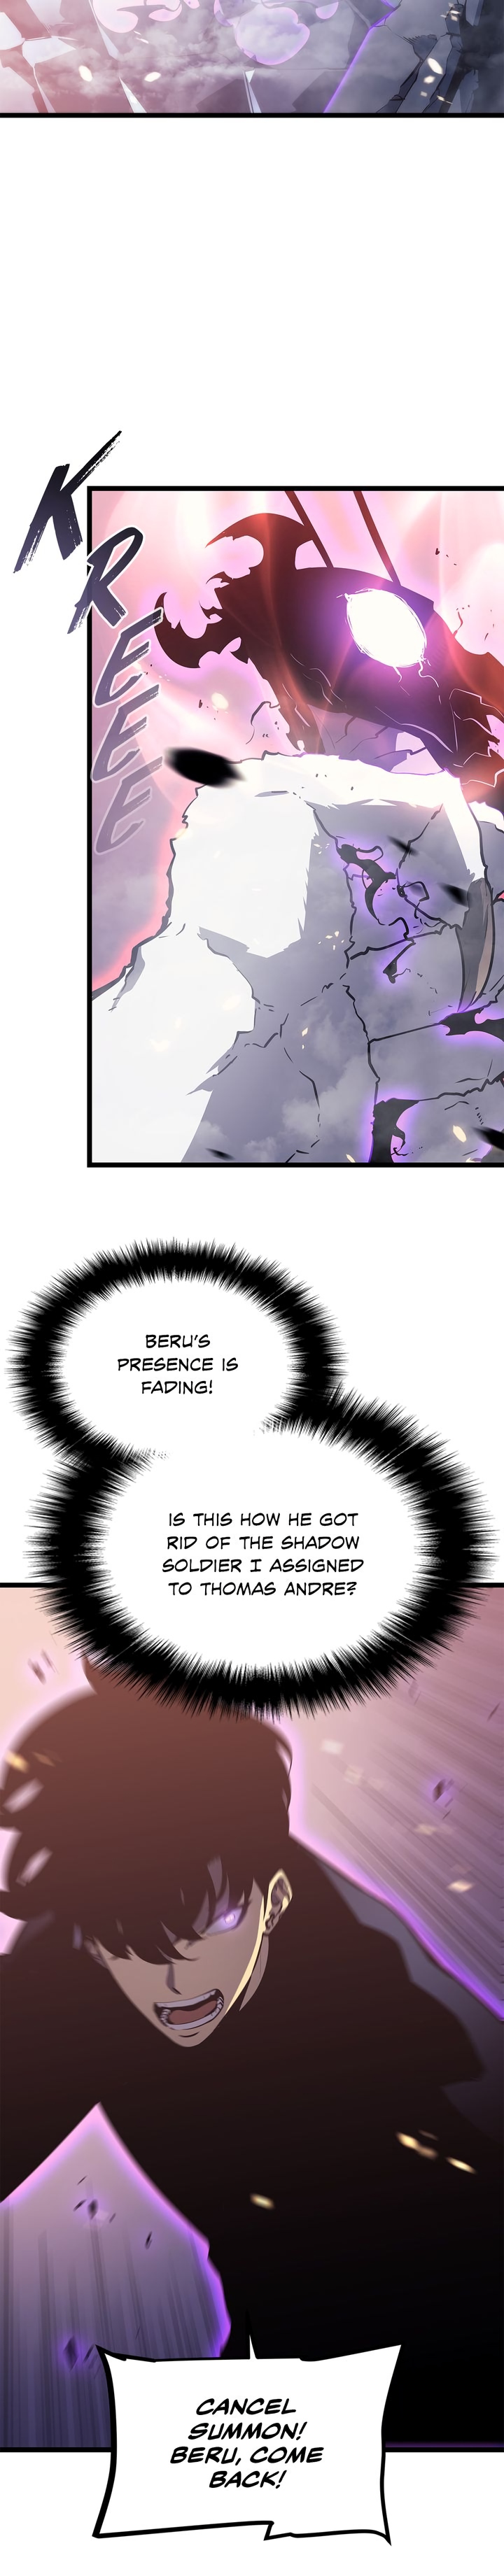 KREEE
BERU'S
PRESENCE IS
FADING!
IS THIS HOW HE GOT
RID OF THE SHADOW
SOLDIER I ASSIGNED
TO THOMAS ANDRE?
CANCEL
SUMMON!
BERU, COME
BACK!